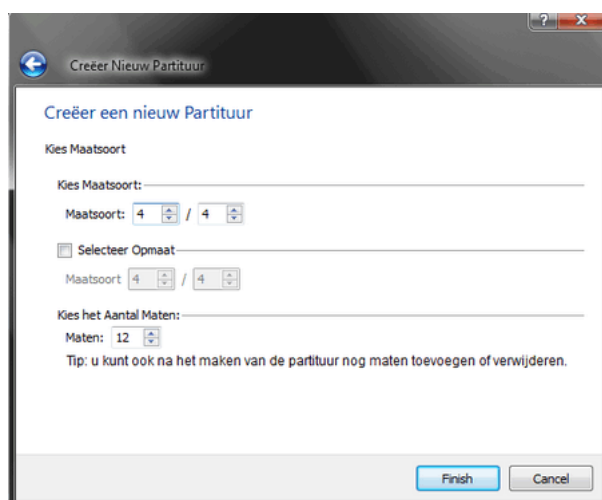 Creëer Nieuw Partituur
Creëer een nieuw Partituur
Kies Maatsoort
Kies Maatsoort:
Maatsoort: 4 / 4
Selecteer Opmaat
Maatsoort 4 / 4
Kies het Aantal Maten:
Maten: 12
Tip: u kunt ook na het maken van de partituur nog maten toevoegen of verwijderen.
Finish Cancel